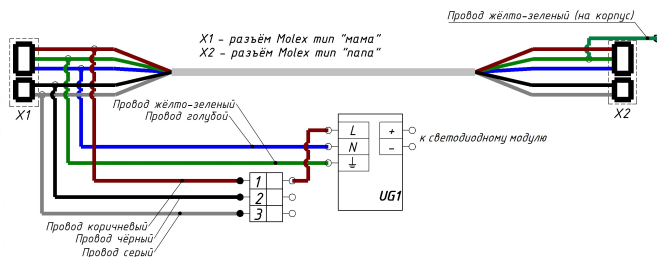 Провод жёлто-зеленый (на корпус)
X1 - разъём Molex тип "мама"
X2 - разъём Molex тип "папа"
X1
X2
Провод жёлто-зеленый
Провод голубой
L
N
+
-
к светодиодному модулю
UG1
1
2
3
Провод коричневый
Провод чёрный
Провод серый